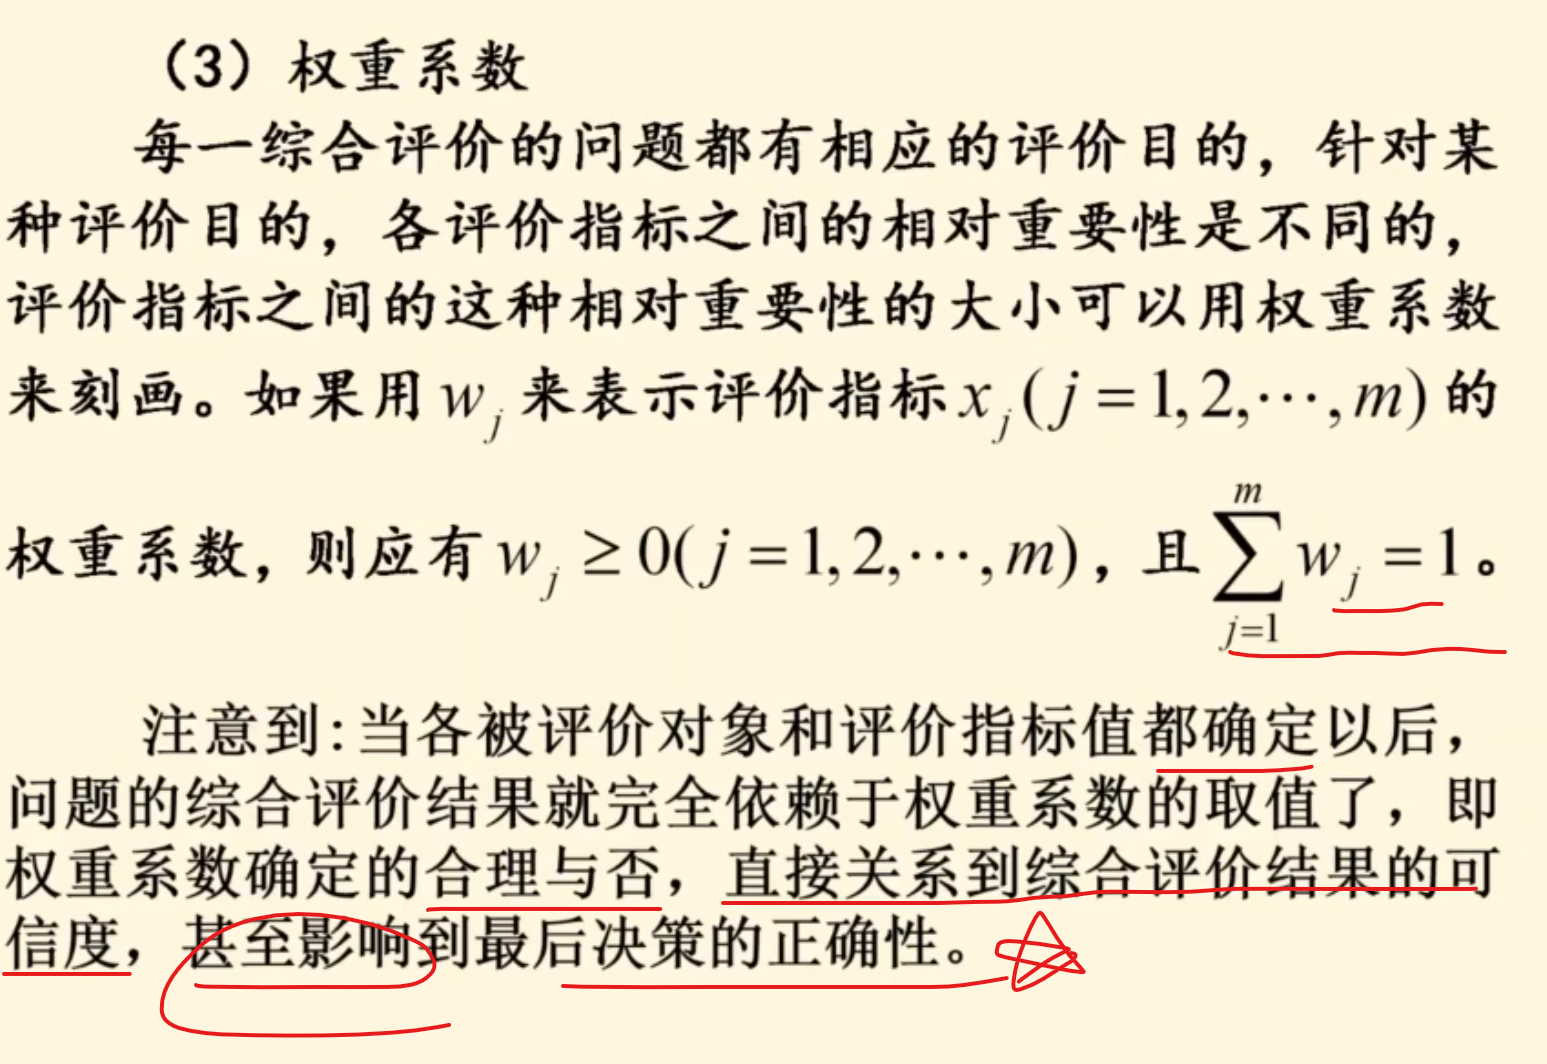 （3）权重系数
每一综合评价的问题都有相应的评价目的，针对某
种评价目的，各评价指标之间的相对重要性是不同的，
评价指标之间的这种相对重要性的大小可以用权重系数
来刻画。如果用 w_j 来表示评价指标 x_j ( j = 1, 2, ⋯, m ) 的
权重系数，则应有 w_j ≥ 0( j = 1, 2, ⋯, m )，且 \sum_{j=1}^{m} w_j = 1。
注意到:当各被评价对象和评价指标值都确定以后，
问题的综合评价结果就完全依赖于权重系数的取值了，即
权重系数确定的合理与否，直接关系到综合评价结果的可
信度，甚至影响到最后决策的正确性。